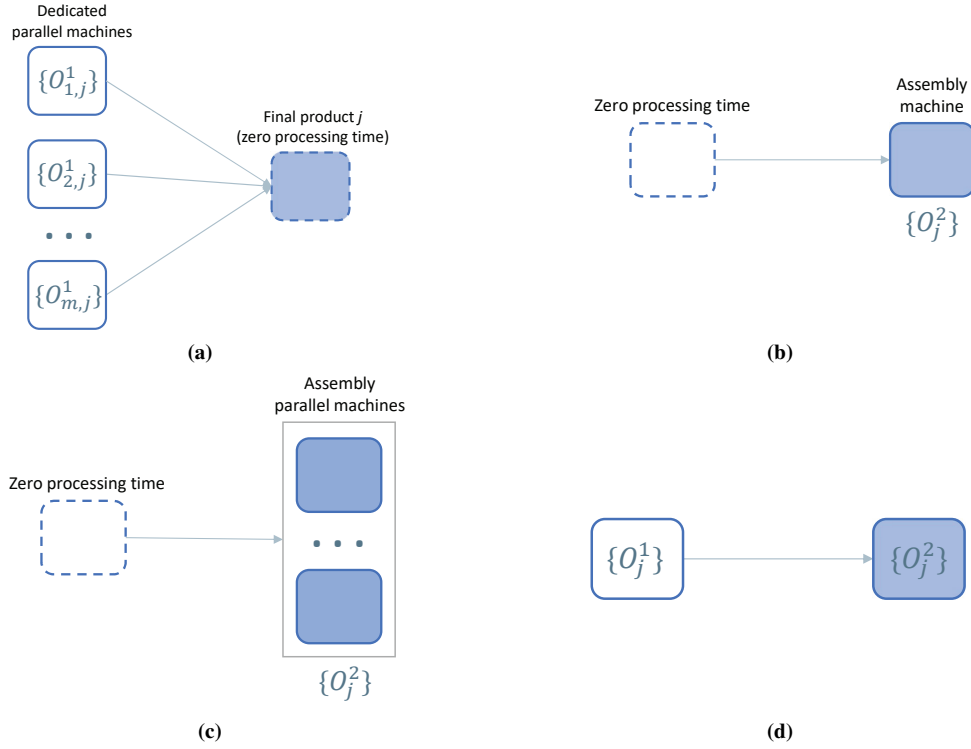 Dedicated
parallel machines
{O^1_{1,j}}
Final product j
(zero processing time)
{O^1_{2,j}}
. . .
{O^1_{m,j}}
(a)
Zero processing time
Assembly
machine
{O^2_j}
(b)
Assembly
parallel machines
Zero processing time
. . .
{O^2_j}
(c)
{O^1_j}
{O^2_j}
(d)